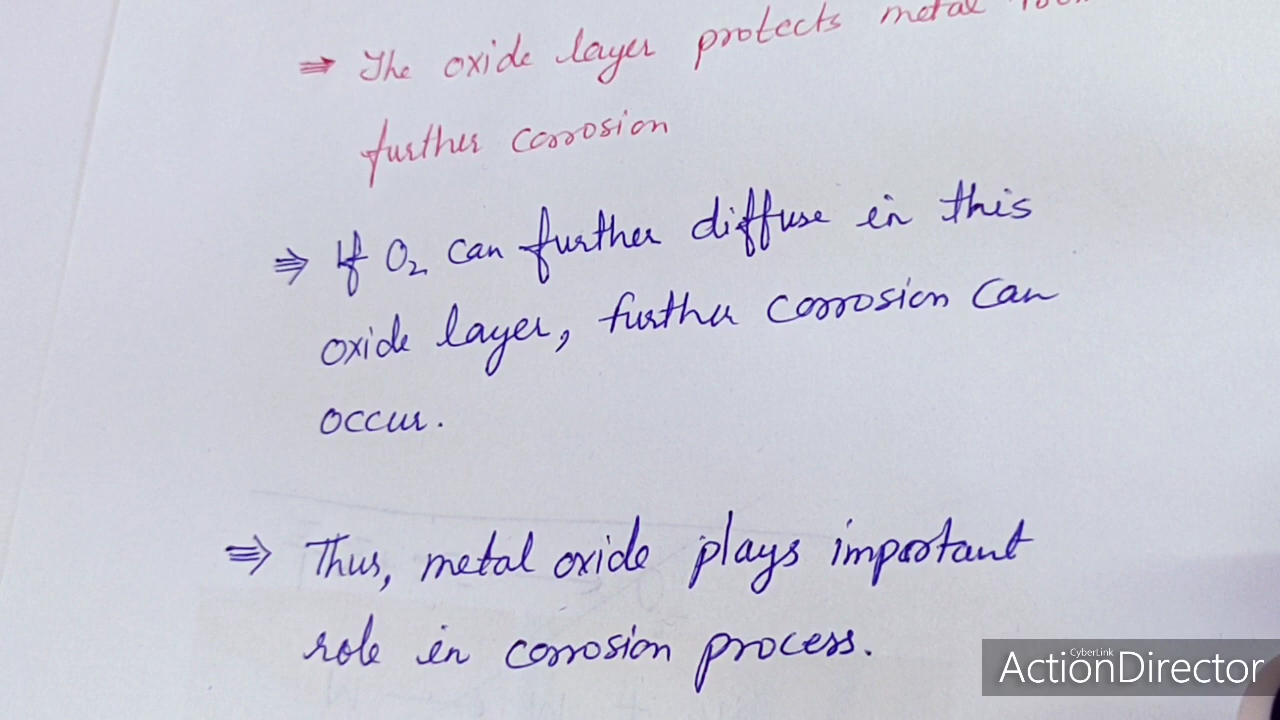 ⇒ The oxide layer protects metal
further corrosion
⇒ If O₂ can further diffuse in this
oxide layer, further corrosion can
occur.
⇒ Thus, metal oxide plays important
role in corrosion process.
CyberLink
ActionDirector